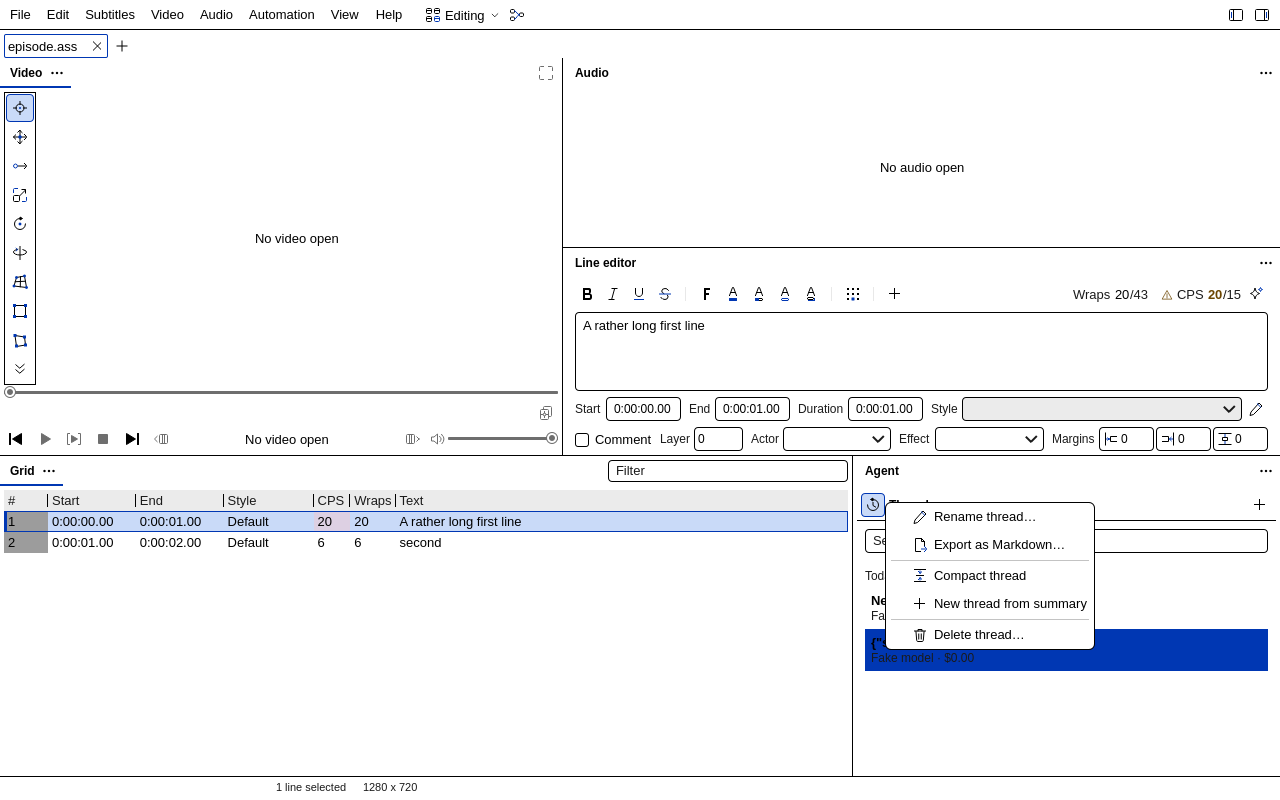 File Edit Subtitles Video Audio Automation View Help Editing
episode.ass
Video
Audio
No audio open
No video open
Line editor
B I U S F A A A A Wraps 20/43 CPS 20/15
A rather long first line
Start 0:00:00.00 End 0:00:01.00 Duration 0:00:01.00 Style
No video open
Comment Layer 0 Actor Effect Margins 0 0 0
Grid
Filter
Agent
# Start End Style CPS Wraps Text
1 0:00:00.00 0:00:01.00 Default 20 20 A rather long first line
2 0:00:01.00 0:00:02.00 Default 6 6 second
Rename thread…
Export as Markdown…
Compact thread
New thread from summary
Delete thread…
Fake model · $0.00
1 line selected 1280 x 720